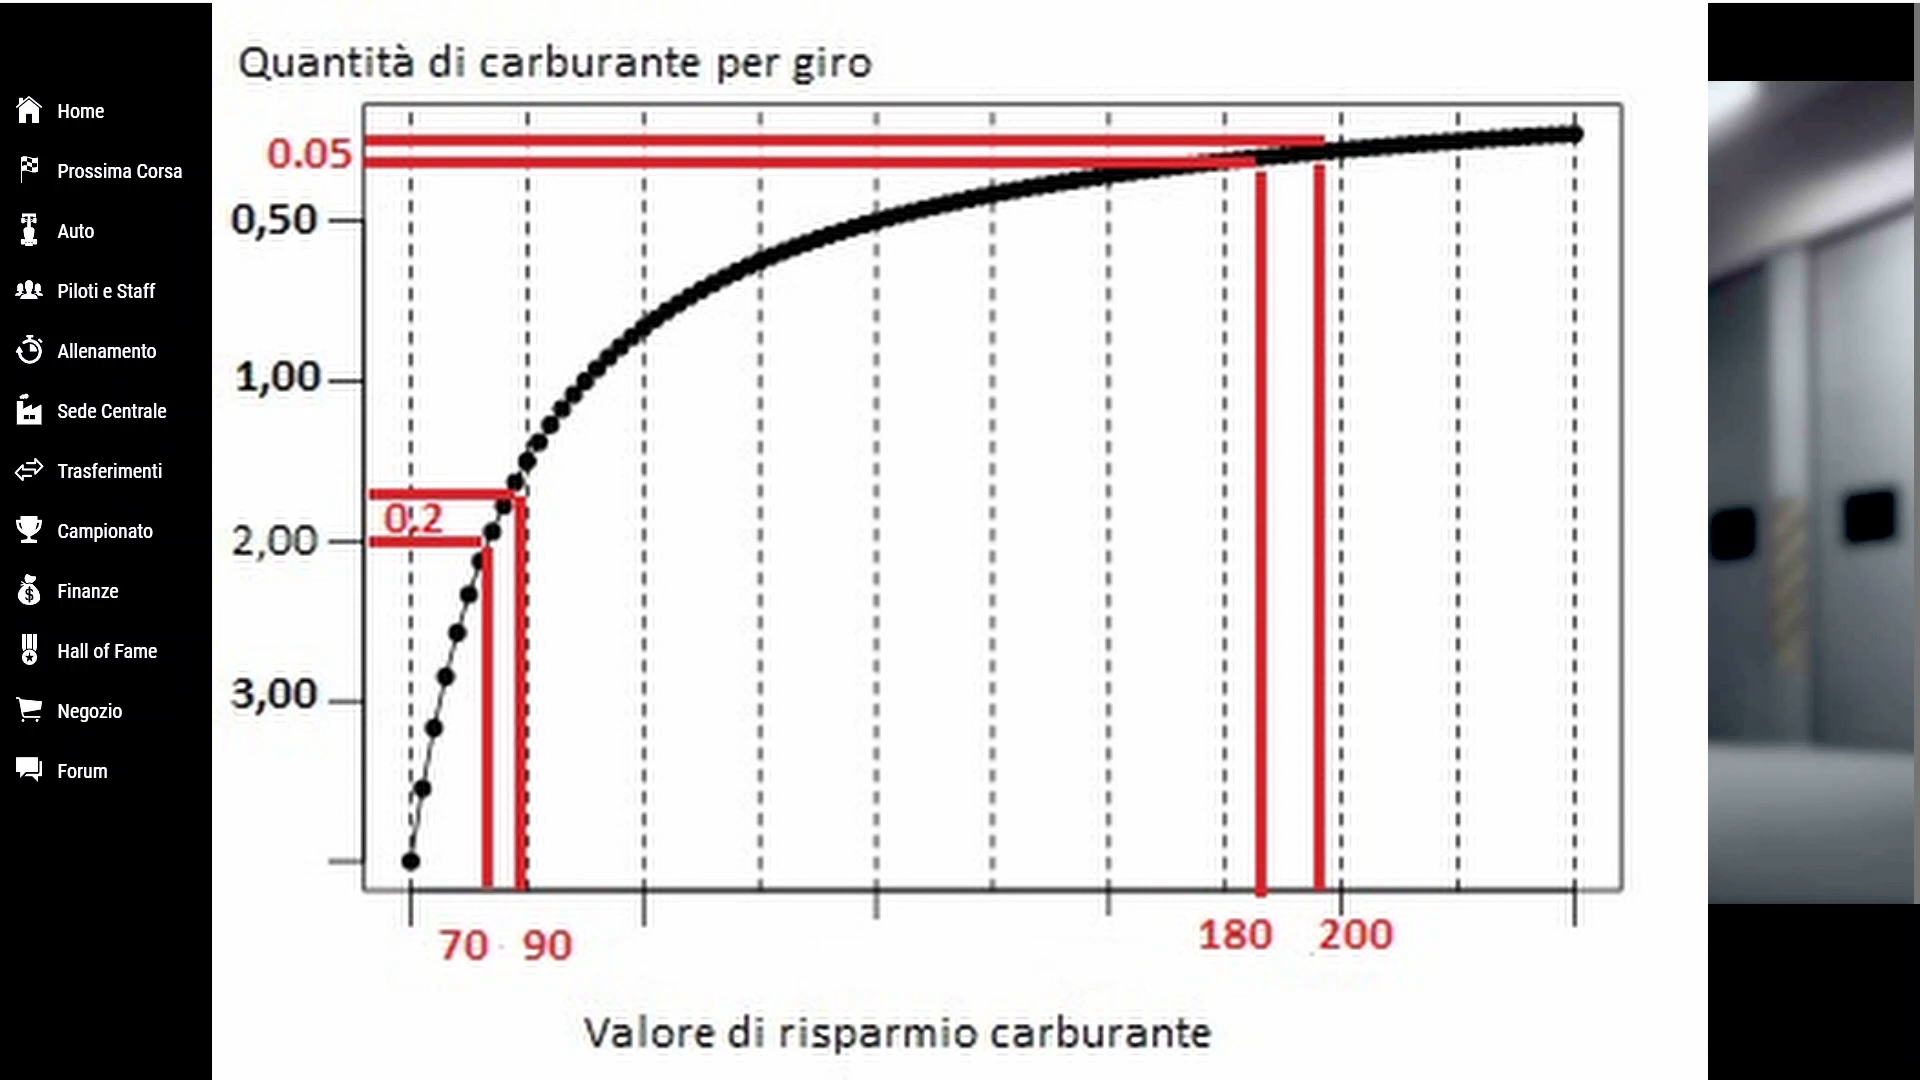 Home
Prossima Corsa
Auto
Piloti e Staff
Allenamento
Sede Centrale
Trasferimenti
Campionato
Finanze
Hall of Fame
Negozio
Forum
Quantità di carburante per giro
0.05
0,50
1,00
0,2
2,00
3,00
70 90 180 200
Valore di risparmio carburante